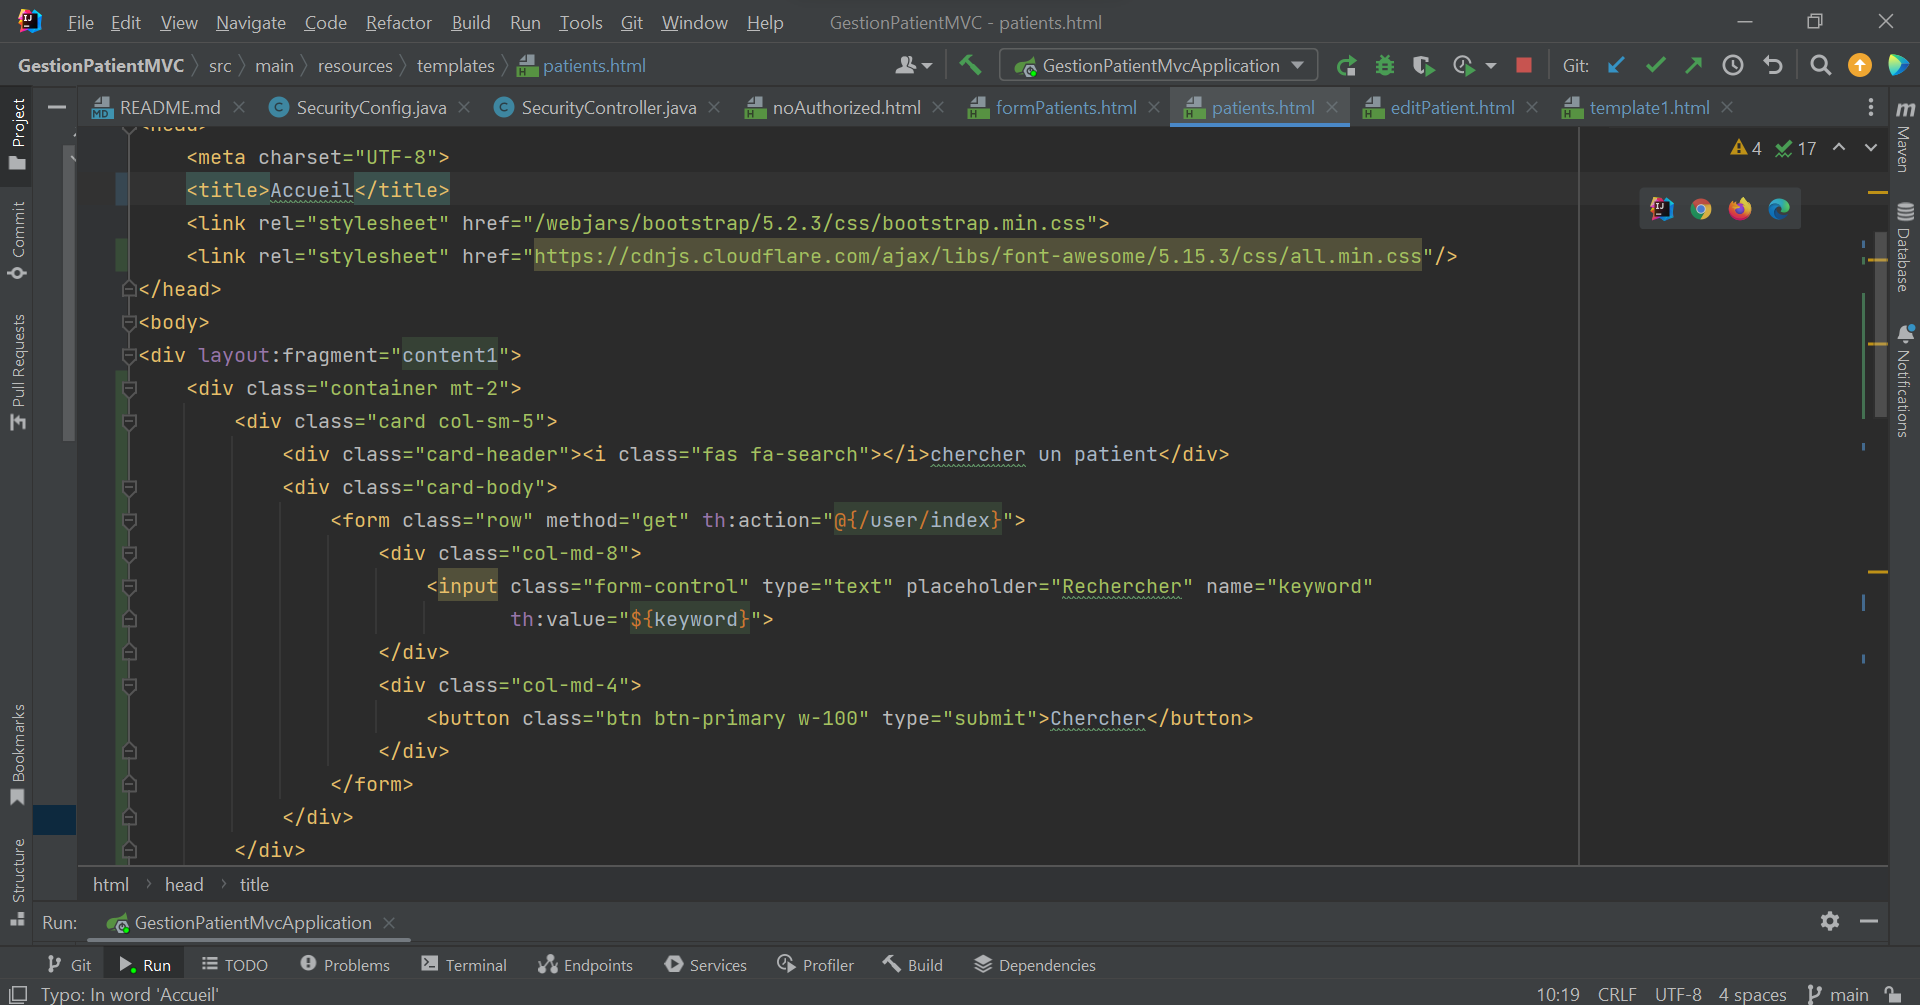 File Edit View Navigate Code Refactor Build Run Tools Git Window Help GestionPatientMVC - patients.html
GestionPatientMVC src main resources templates patients.html GestionPatientMvcApplication Git:
README.md SecurityConfig.java SecurityController.java noAuthorized.html formPatients.html patients.html editPatient.html template1.html
<head>
<meta charset="UTF-8">
4 17
<title>Accueil</title>
<link rel="stylesheet" href="/webjars/bootstrap/5.2.3/css/bootstrap.min.css">
<link rel="stylesheet" href="https://cdnjs.cloudflare.com/ajax/libs/font-awesome/5.15.3/css/all.min.css"/>
</head>
<body>
<div layout:fragment="content1">
<div class="container mt-2">
<div class="card col-sm-5">
<div class="card-header"><i class="fas fa-search"></i>chercher un patient</div>
<div class="card-body">
<form class="row" method="get" th:action="@{/user/index}">
<div class="col-md-8">
<input class="form-control" type="text" placeholder="Rechercher" name="keyword"
th:value="${keyword}">
</div>
<div class="col-md-4">
<button class="btn btn-primary w-100" type="submit">Chercher</button>
</div>
</form>
</div>
</div>
Project
Commit
Pull Requests
Bookmarks
Structure
m Maven
Database
Notifications
html head title
Run: GestionPatientMvcApplication
Git Run TODO Problems Terminal Endpoints Services Profiler Build Dependencies
Typo: In word 'Accueil' 10:19 CRLF UTF-8 4 spaces main